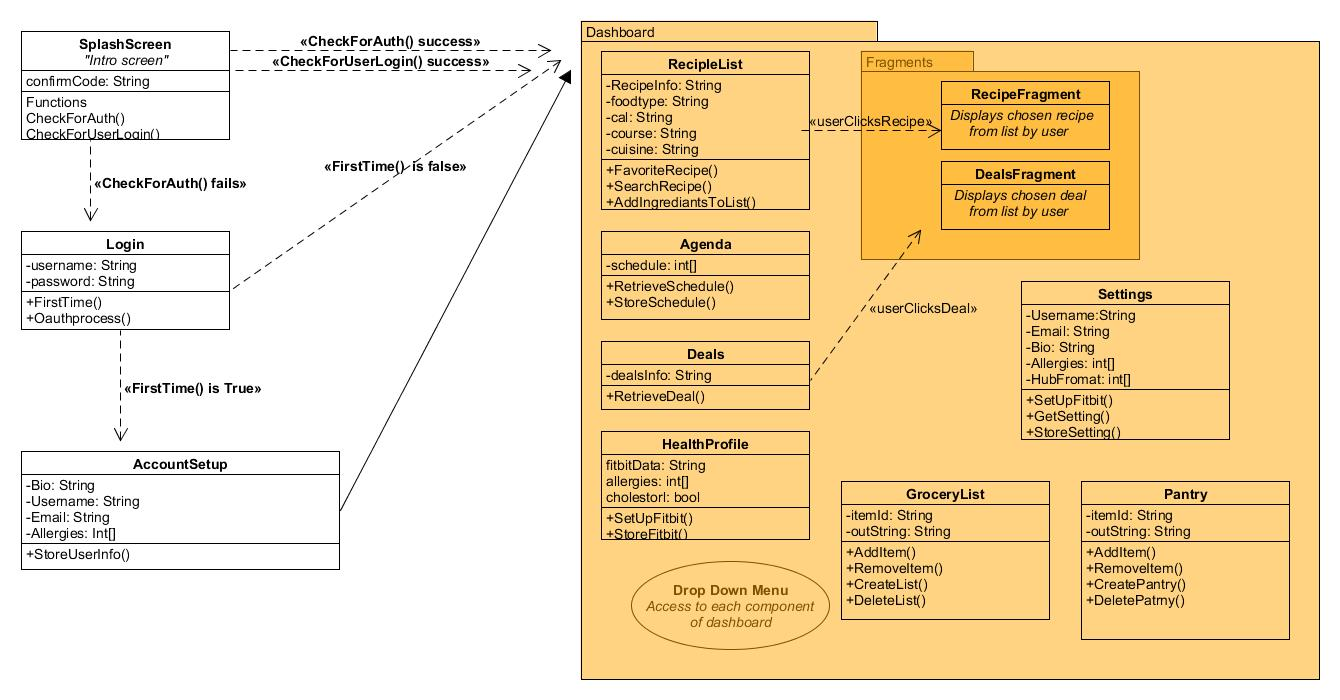 SplashScreen
"Intro screen"
confirmCode: String
Functions
CheckForAuth()
CheckForUserLogin()
«CheckForAuth() success»
«CheckForUserLogin() success»
«CheckForAuth() fails»
«FirstTime() is false»
Login
-username: String
-password: String
+FirstTime()
+Oauthprocess()
«FirstTime() is True»
AccountSetup
-Bio: String
-Username: String
-Email: String
-Allergies: Int[]
+StoreUserInfo()
Dashboard
RecipleList
-RecipeInfo: String
-foodtype: String
-cal: String
-course: String
-cuisine: String
+FavoriteRecipe()
+SearchRecipe()
+AddIngrediantsToList()
«userClicksRecipe»
Fragments
RecipeFragment
Displays chosen recipe
from list by user
DealsFragment
Displays chosen deal
from list by user
Agenda
-schedule: int[]
+RetrieveSchedule()
+StoreSchedule()
«userClicksDeal»
Deals
-dealsInfo: String
+RetrieveDeal()
Settings
-Username:String
-Email: String
-Bio: String
-Allergies: int[]
-HubFromat: int[]
+SetUpFitbit()
+GetSetting()
+StoreSetting()
HealthProfile
fitbitData: String
allergies: int[]
cholestorl: bool
+SetUpFitbit()
+StoreFitbit()
GroceryList
-itemId: String
-outString: String
+AddItem()
+RemoveItem()
+CreateList()
+DeleteList()
Pantry
-itemId: String
-outString: String
+AddItem()
+RemoveItem()
+CreatePantry()
+DeletePatrny()
Drop Down Menu
Access to each component
of dashboard